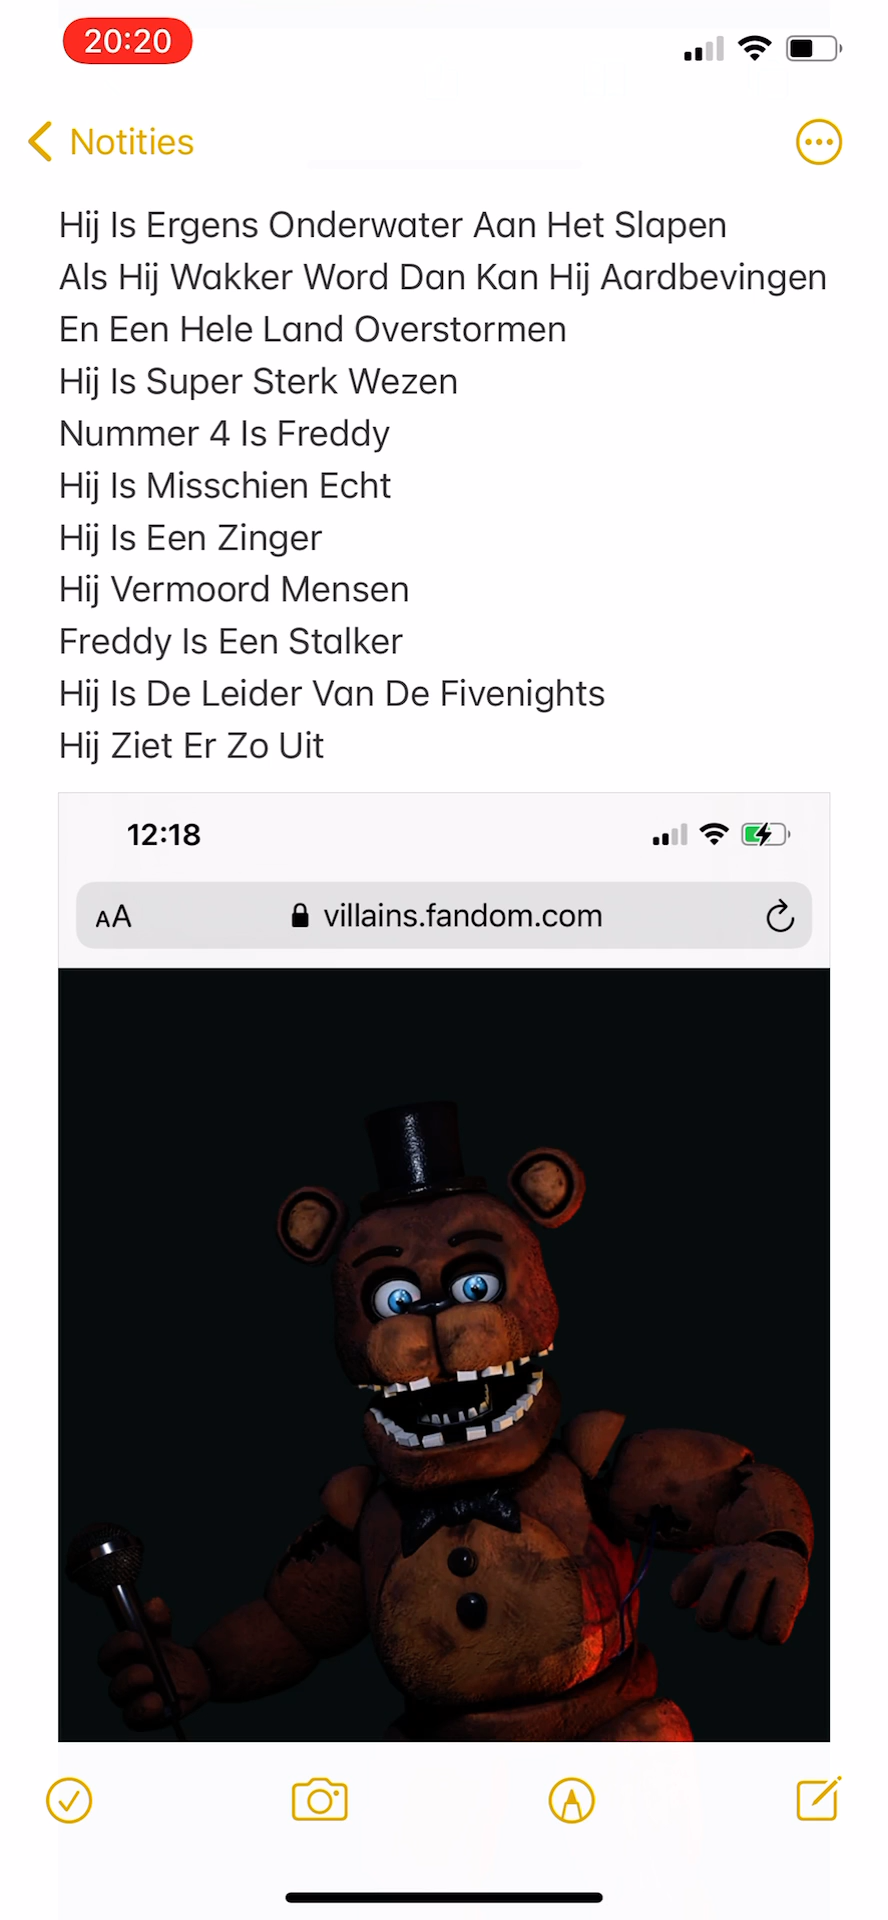 20:20
Notities
Hij Is Ergens Onderwater Aan Het Slapen
Als Hij Wakker Word Dan Kan Hij Aardbevingen
En Een Hele Land Overstormen
Hij Is Super Sterk Wezen
Nummer 4 Is Freddy
Hij Is Misschien Echt
Hij Is Een Zinger
Hij Vermoord Mensen
Freddy Is Een Stalker
Hij Is De Leider Van De Fivenights
Hij Ziet Er Zo Uit
12:18
AA villains.fandom.com